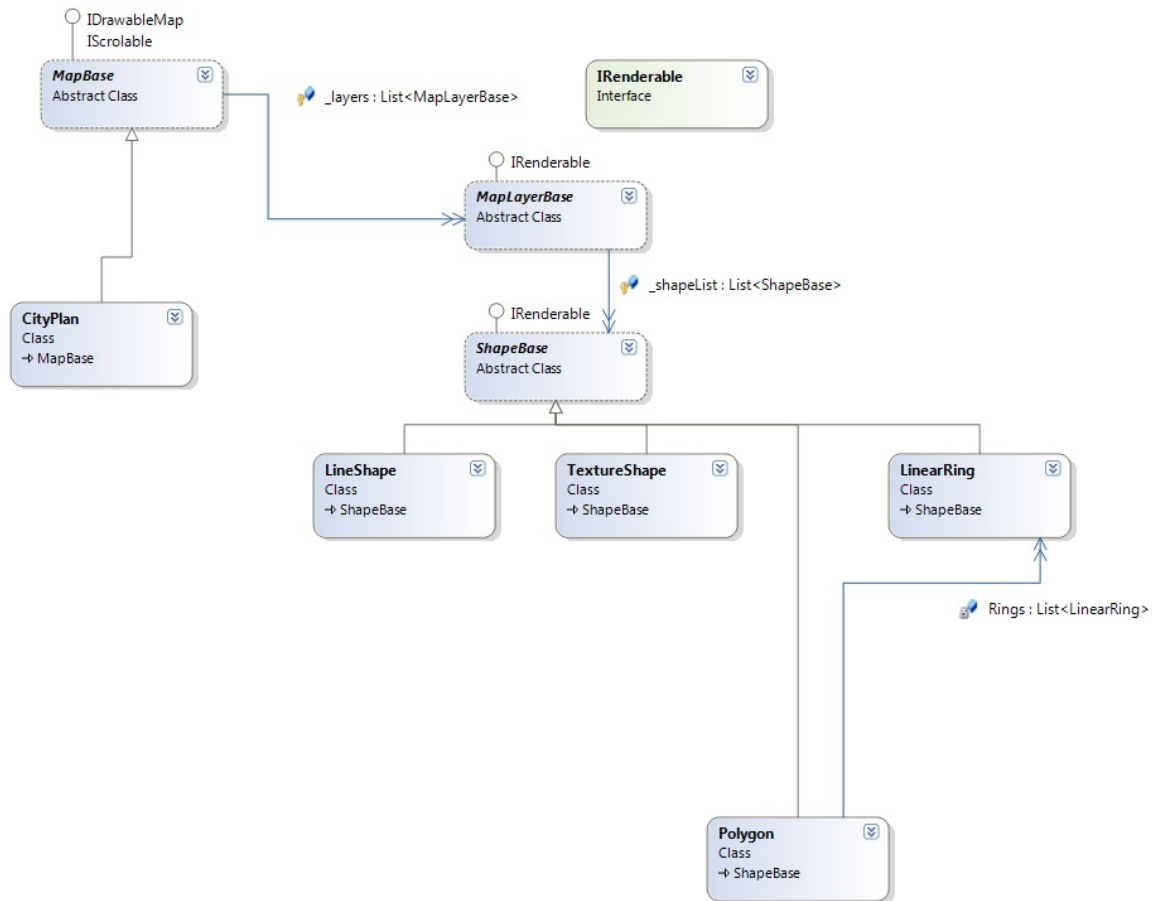 IDrawableMap
IScrolable
MapBase
Abstract Class
_layers : List<MapLayerBase>
IRenderable
Interface
IRenderable
MapLayerBase
Abstract Class
_shapeList : List<ShapeBase>
IRenderable
ShapeBase
Abstract Class
CityPlan
Class
MapBase
LineShape
Class
ShapeBase
TextureShape
Class
ShapeBase
LinearRing
Class
ShapeBase
Rings : List<LinearRing>
Polygon
Class
ShapeBase